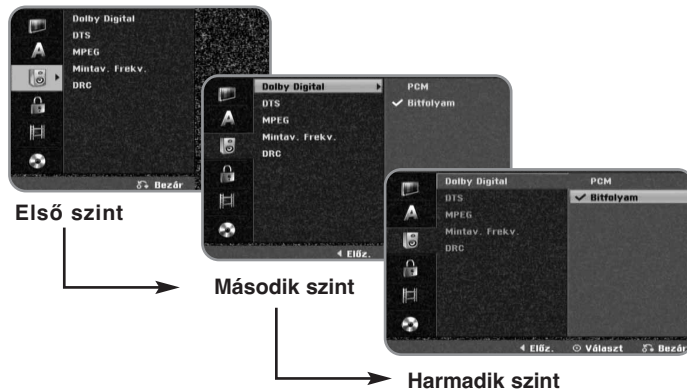 Dolby Digital
DTS
MPEG
Mintav. Frekv.
DRC
Bezár
Első szint
Dolby Digital
DTS
MPEG
Mintav. Frekv.
DRC
PCM
Bitfolyam
Előz.
Második szint
Dolby Digital
DTS
MPEG
Mintav. Frekv.
DRC
PCM
Bitfolyam
Előz.
Választ
Bezár
Harmadik szint